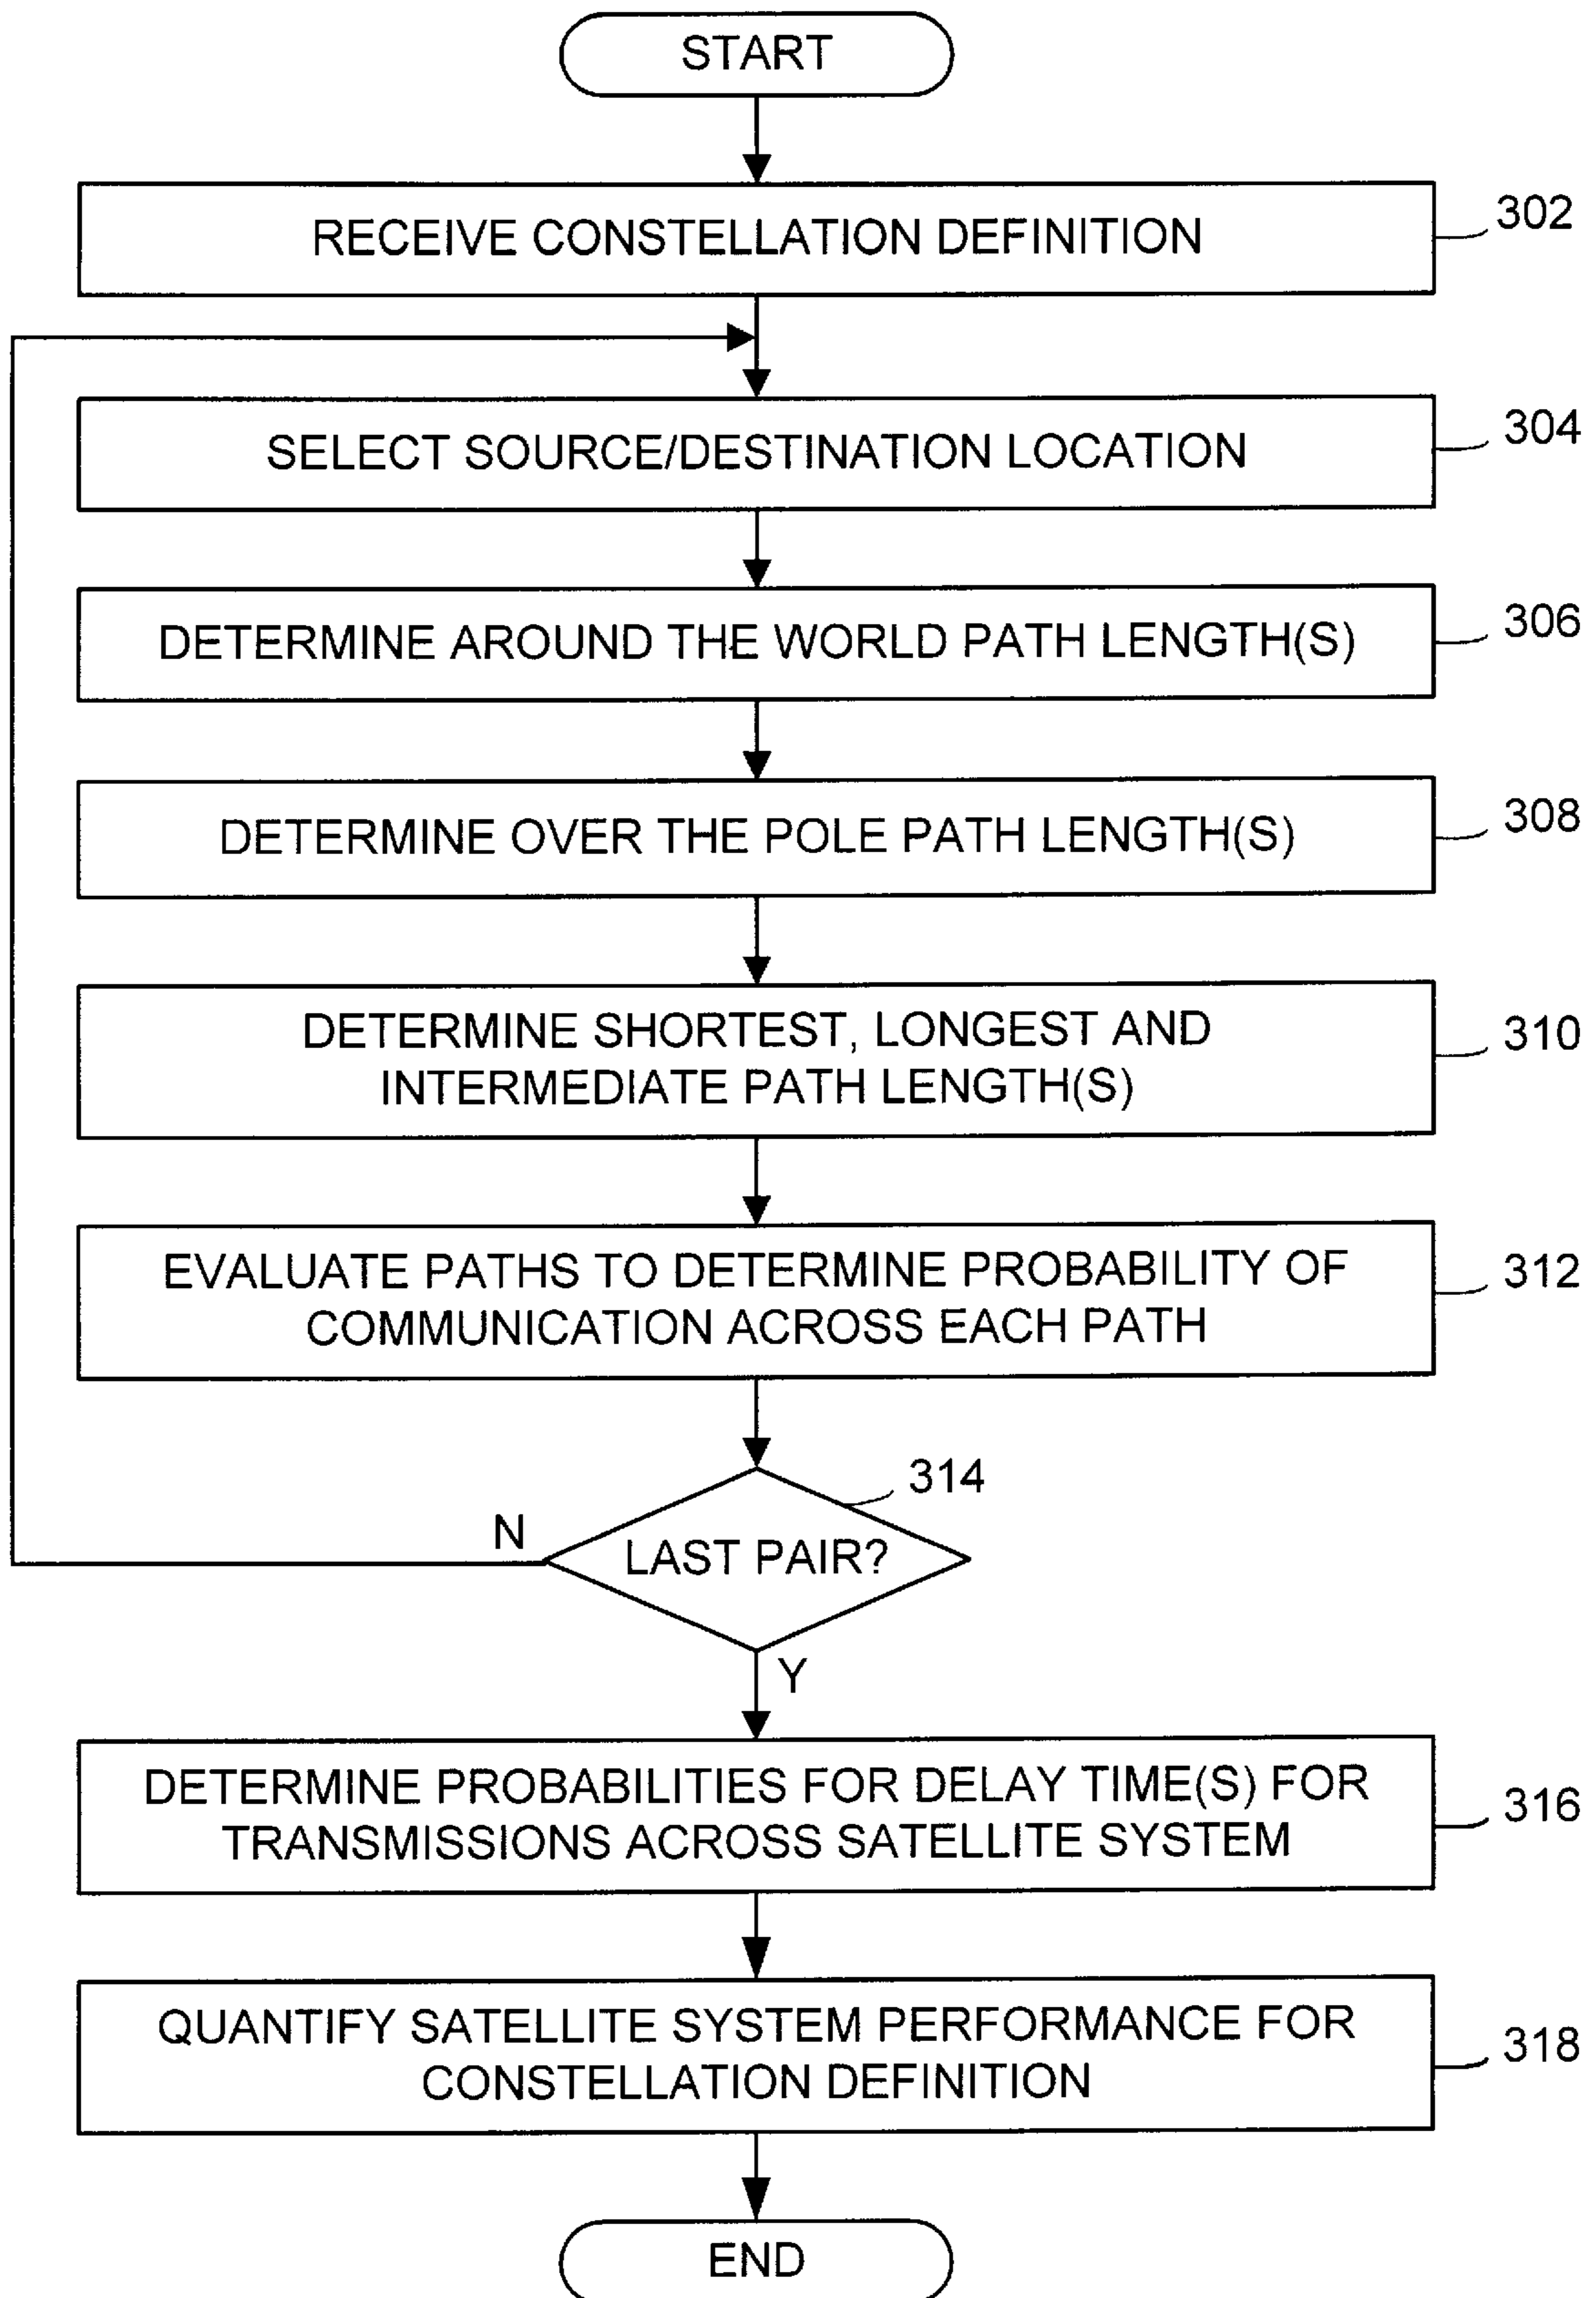 START
RECEIVE CONSTELLATION DEFINITION
302
SELECT SOURCE/DESTINATION LOCATION
304
DETERMINE AROUND THE WORLD PATH LENGTH(S)
306
DETERMINE OVER THE POLE PATH LENGTH(S)
308
DETERMINE SHORTEST, LONGEST AND
INTERMEDIATE PATH LENGTH(S)
310
EVALUATE PATHS TO DETERMINE PROBABILITY OF
COMMUNICATION ACROSS EACH PATH
312
314
N
LAST PAIR?
Y
DETERMINE PROBABILITIES FOR DELAY TIME(S) FOR
TRANSMISSIONS ACROSS SATELLITE SYSTEM
316
QUANTIFY SATELLITE SYSTEM PERFORMANCE FOR
CONSTELLATION DEFINITION
318
END